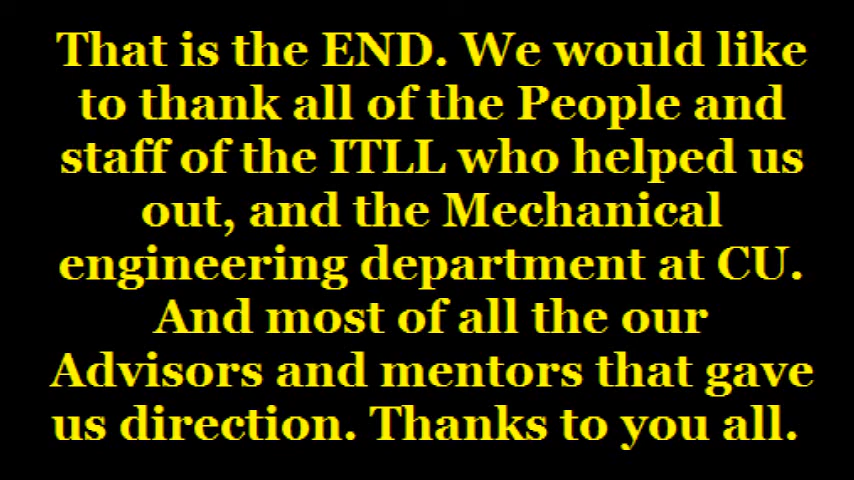 That is the END. We would like
to thank all of the People and
staff of the ITLL who helped us
out, and the Mechanical
engineering department at CU.
And most of all the our
Advisors and mentors that gave
us direction. Thanks to you all.